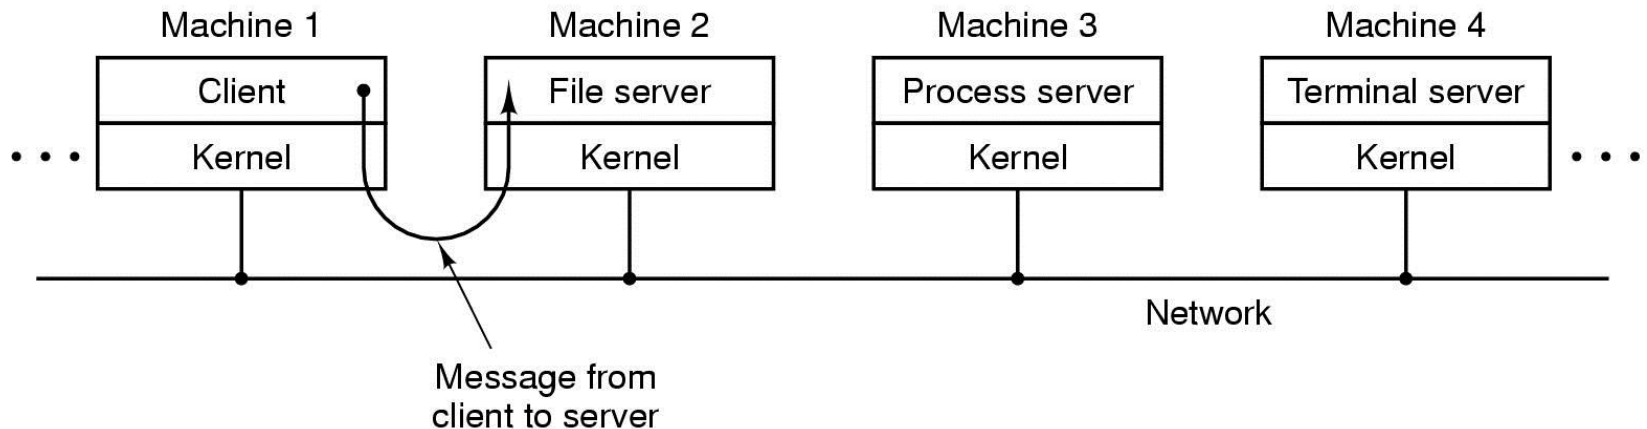 Machine 1
Machine 2
Machine 3
Machine 4
Client
File server
Process server
Terminal server
Kernel
Kernel
Kernel
Kernel
Network
Message from
client to server